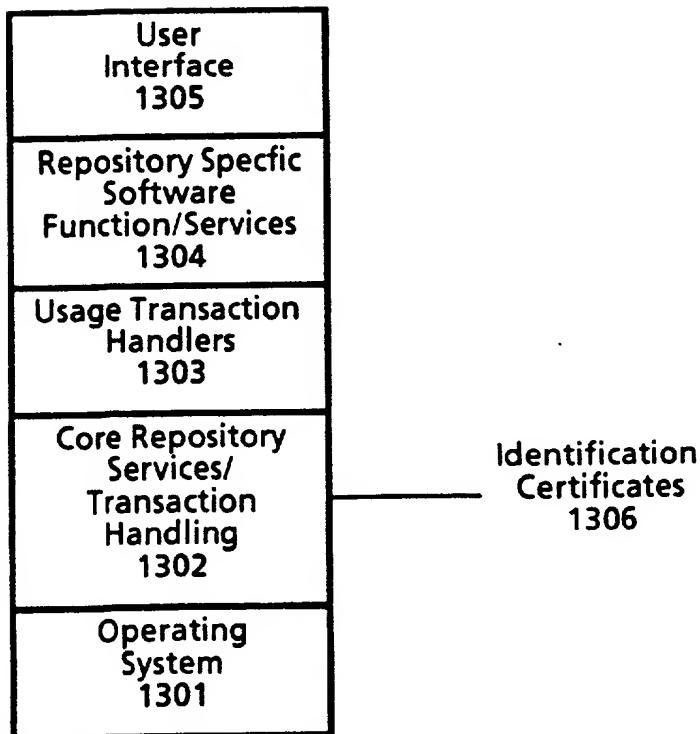 User
Interface
1305
Repository Specfic
Software
Function/Services
1304
Usage Transaction
Handlers
1303
Core Repository
Services/
Transaction
Handling
1302
Identification
Certificates
1306
Operating
System
1301